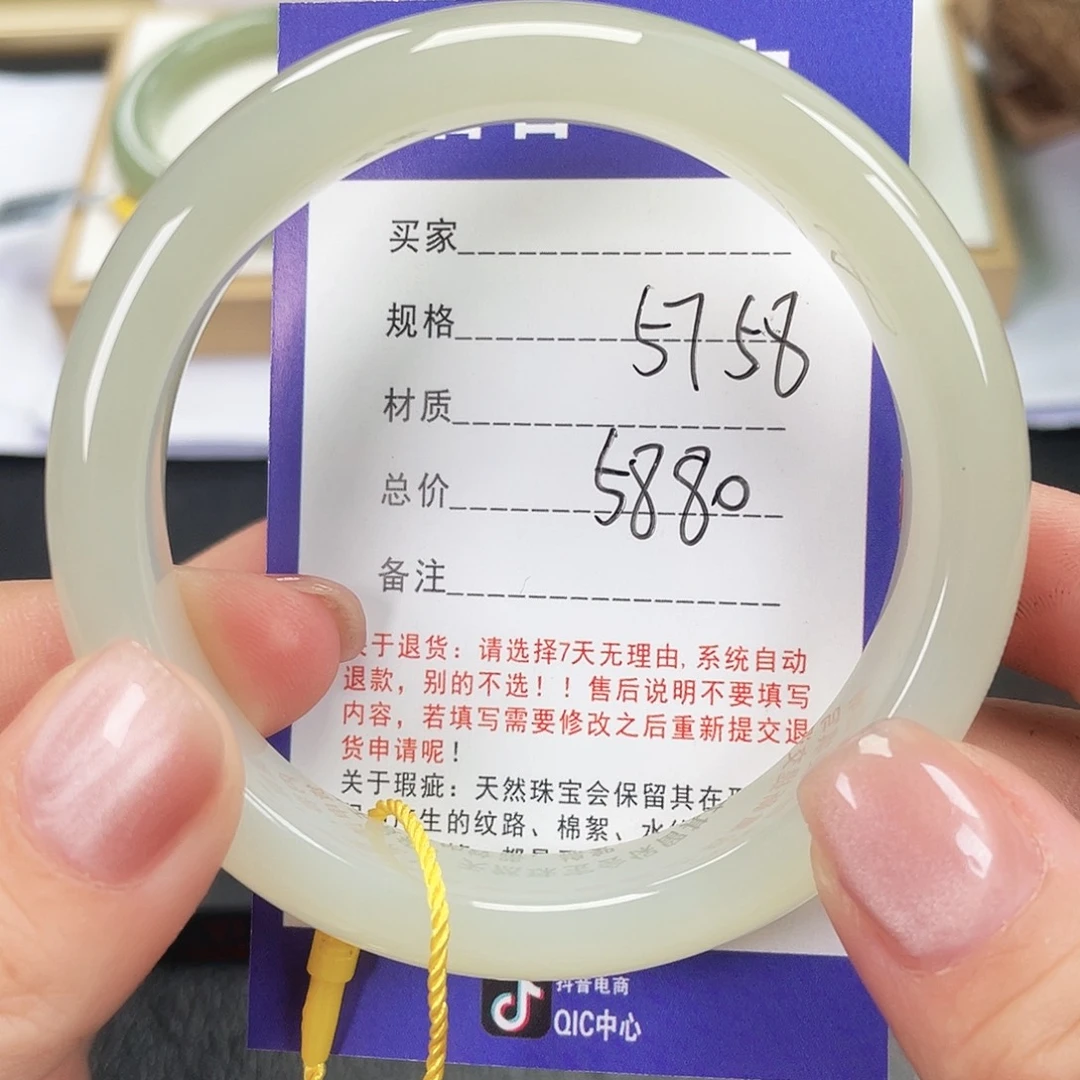 买家
规格 5758
材质
总价 5880
备注
关于退货：请选择7天无理由,系统自动
退款，别的不选！！售后说明不要填写
内容，若填写需要修改之后重新提交退
货申请呢！
关于瑕疵：天然珠宝会保留其在
生的纹路、棉絮、水
抖音电商
QIC中心